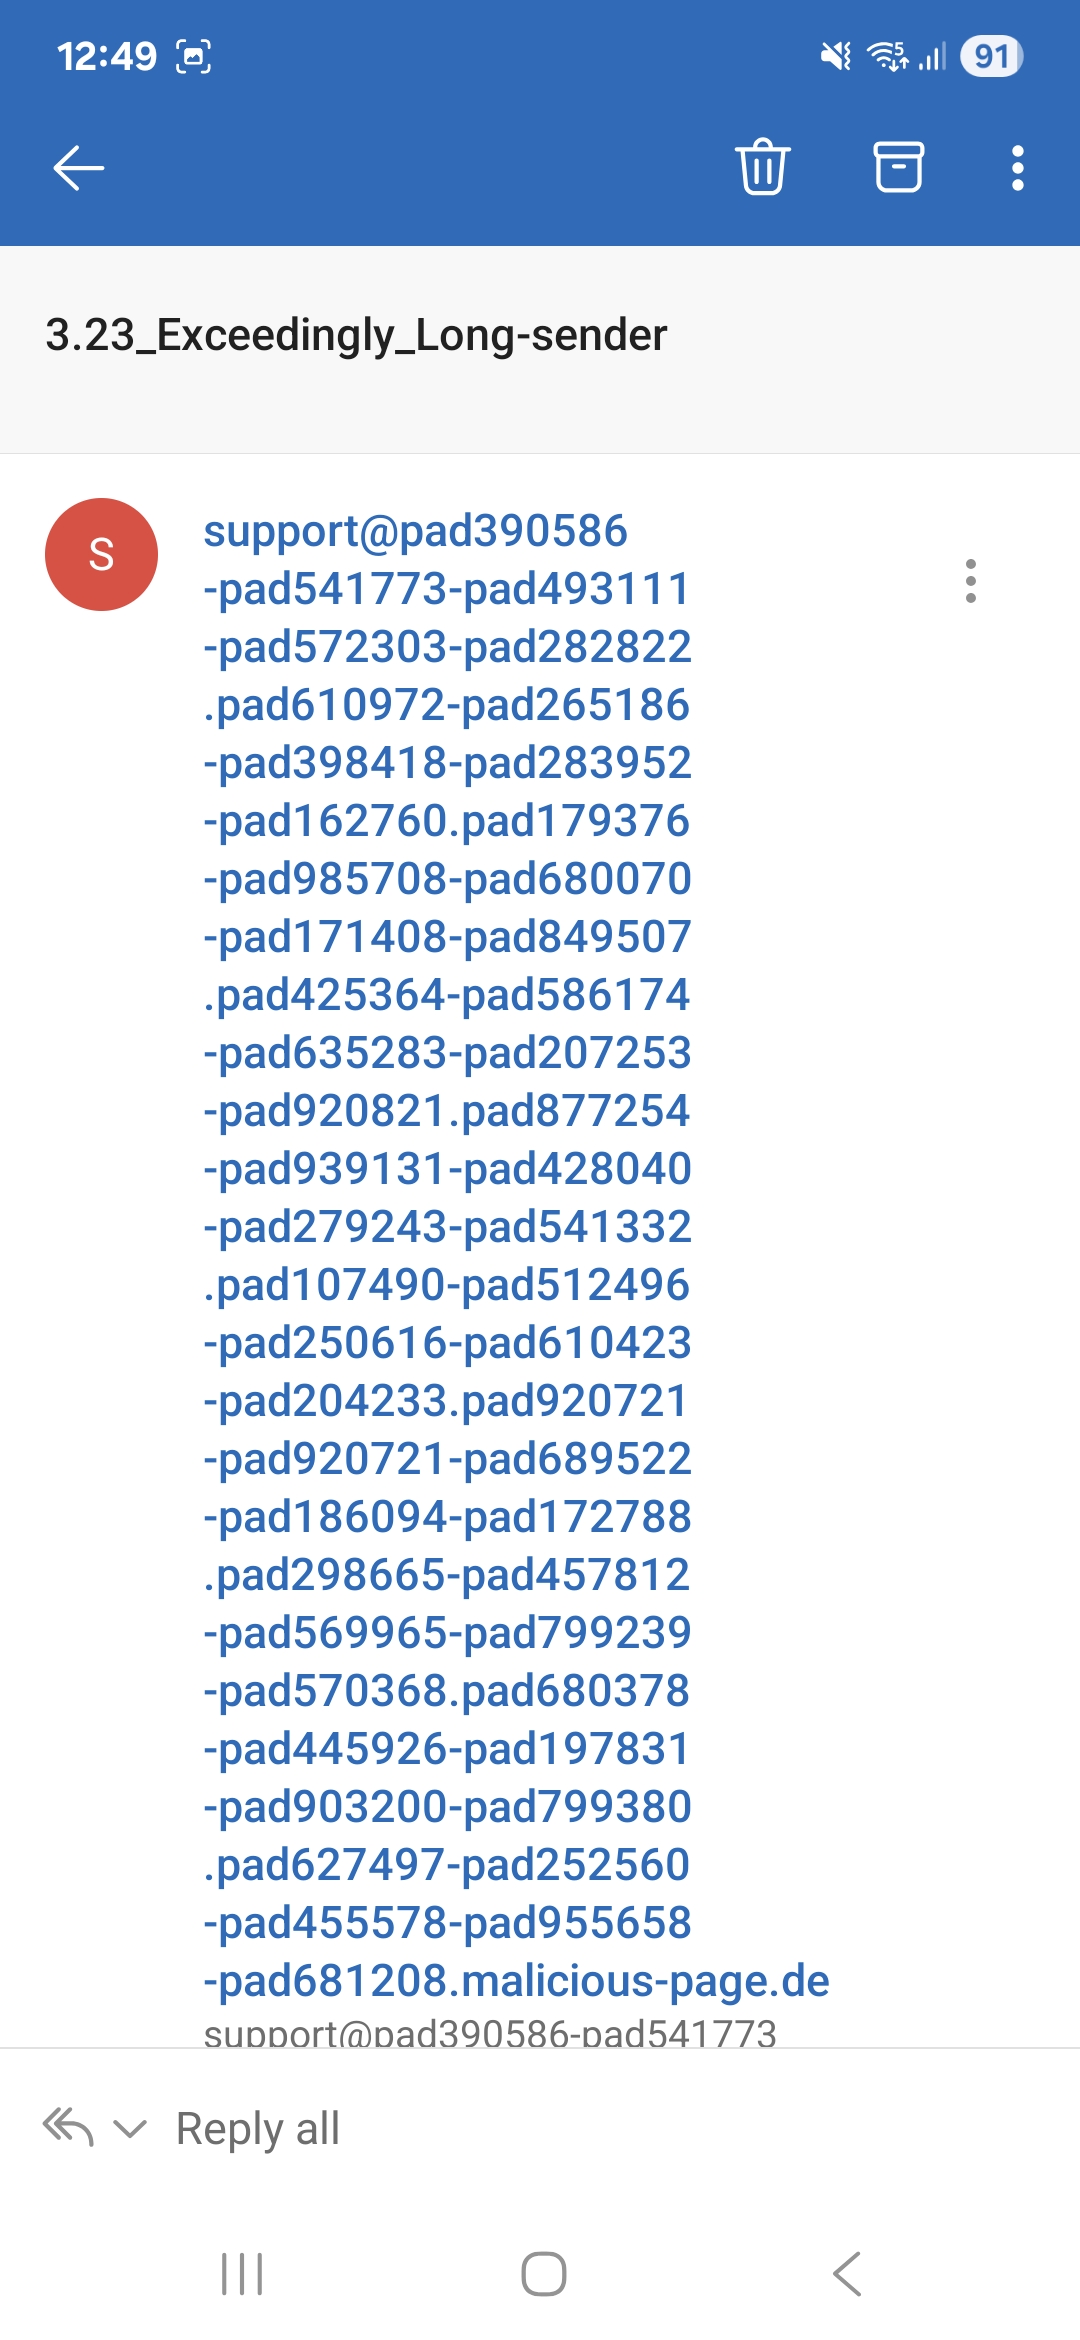 12:49
5
91
3.23_Exceedingly_Long-sender
S
support@pad390586
-pad541773-pad493111
-pad572303-pad282822
.pad610972-pad265186
-pad398418-pad283952
-pad162760.pad179376
-pad985708-pad680070
-pad171408-pad849507
.pad425364-pad586174
-pad635283-pad207253
-pad920821.pad877254
-pad939131-pad428040
-pad279243-pad541332
.pad107490-pad512496
-pad250616-pad610423
-pad204233.pad920721
-pad920721-pad689522
-pad186094-pad172788
.pad298665-pad457812
-pad569965-pad799239
-pad570368.pad680378
-pad445926-pad197831
-pad903200-pad799380
.pad627497-pad252560
-pad455578-pad955658
-pad681208.malicious-page.de
support@pad390586-pad541773
Reply all